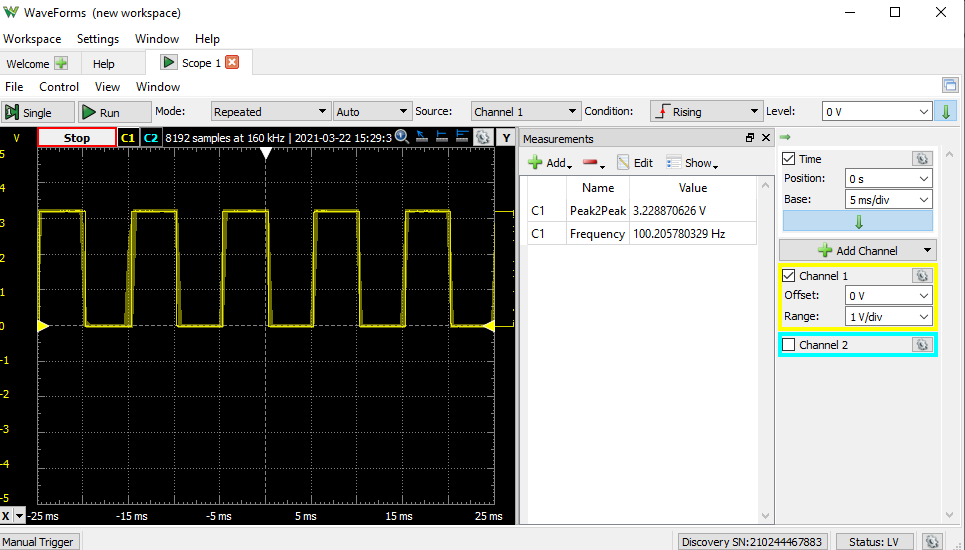 WaveForms (new workspace)
Workspace Settings Window Help
Welcome Help Scope 1
File Control View Window
Single Run Mode: Repeated Auto Source: Channel 1 Condition: Rising Level: 0 V
V Stop C1 C2 8192 samples at 160 kHz | 2021-03-22 15:29:3 Y
5
4
3
2
1
0
-1
-2
-3
-4
-5
X -25 ms -15 ms -5 ms 5 ms 15 ms 25 ms
Measurements
Add Edit Show
Name Value
C1 Peak2Peak 3.228870626 V
C1 Frequency 100.205780329 Hz
Time
Position: 0 s
Base: 5 ms/div
Add Channel
Channel 1
Offset: 0 V
Range: 1 V/div
Channel 2
Manual Trigger Discovery SN:210244467883 Status: LV